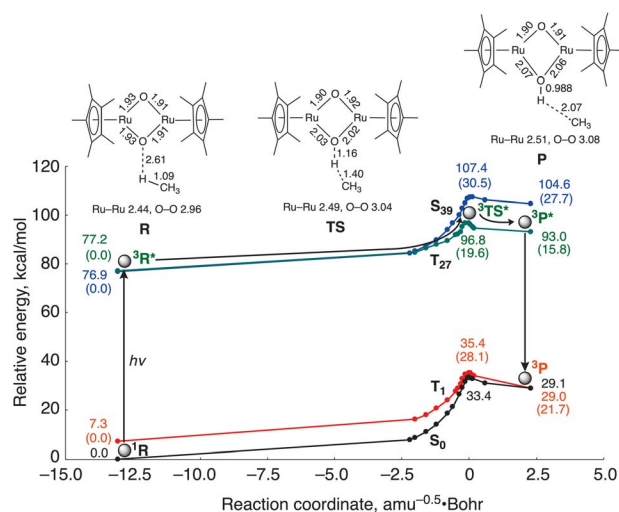 1.90
1.91
Ru
Ru
2.07
2.06
O
O
0.988
H
2.07
CH3
Ru–Ru 2.51, O–O 3.08
P
1.93
O
1.91
Ru
Ru
1.93
O
1.91
2.61
H
1.09
CH3
Ru–Ru 2.44, O–O 2.96
R
1.90
O
1.92
Ru
Ru
2.03
O
2.02
H
1.16
1.40
CH3
Ru–Ru 2.49, O–O 3.04
TS
120
100
80
60
40
20
0
Relative energy, kcal/mol
77.2
(0.0)
3R*
76.9
(0.0)
hv
7.3
(0.0)
0.0
1R
107.4
(30.5)
S39
3TS*
3P*
104.6
(27.7)
T27
96.8
(19.6)
93.0
(15.8)
35.4
(28.1)
T1
33.4
S0
3P
29.1
29.0
(21.7)
−15.0 −12.5 −10.0 −7.5 −5.0 −2.5 0 2.5 5.0
Reaction coordinate, amu−0.5•Bohr